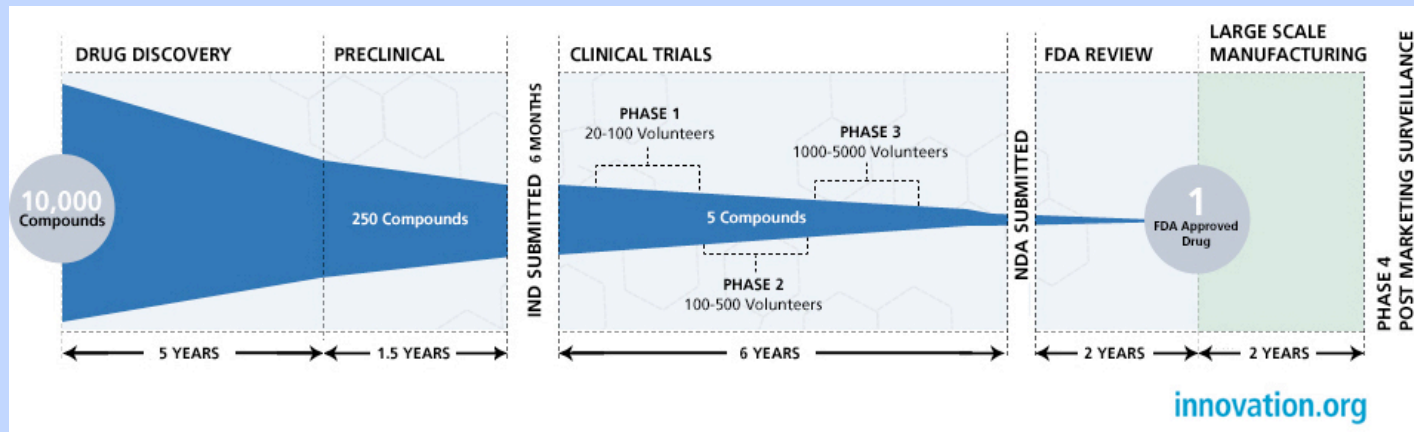 DRUG DISCOVERY
PRECLINICAL
CLINICAL TRIALS
FDA REVIEW
LARGE SCALE
MANUFACTURING
10,000
Compounds
250 Compounds
IND SUBMITTED 6 MONTHS
PHASE 1
20-100 Volunteers
PHASE 3
1000-5000 Volunteers
5 Compounds
PHASE 2
100-500 Volunteers
NDA SUBMITTED
1
FDA Approved
Drug
PHASE 4
POST MARKETING SURVEILLANCE
5 YEARS
1.5 YEARS
6 YEARS
2 YEARS
2 YEARS
innovation.org